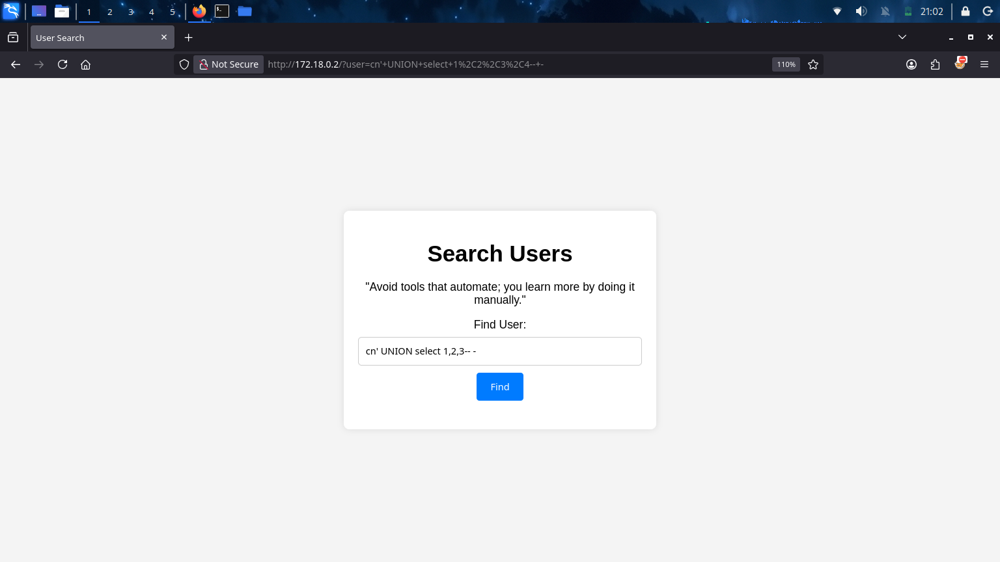 1 2 3 4 5 21:02
User Search
Not Secure http://172.18.0.2/?user=cn'+UNION+select+1%2C2%2C3%2C4--+- 110%
Search Users
"Avoid tools that automate; you learn more by doing it
manually."
Find User:
cn' UNION select 1,2,3-- -
Find